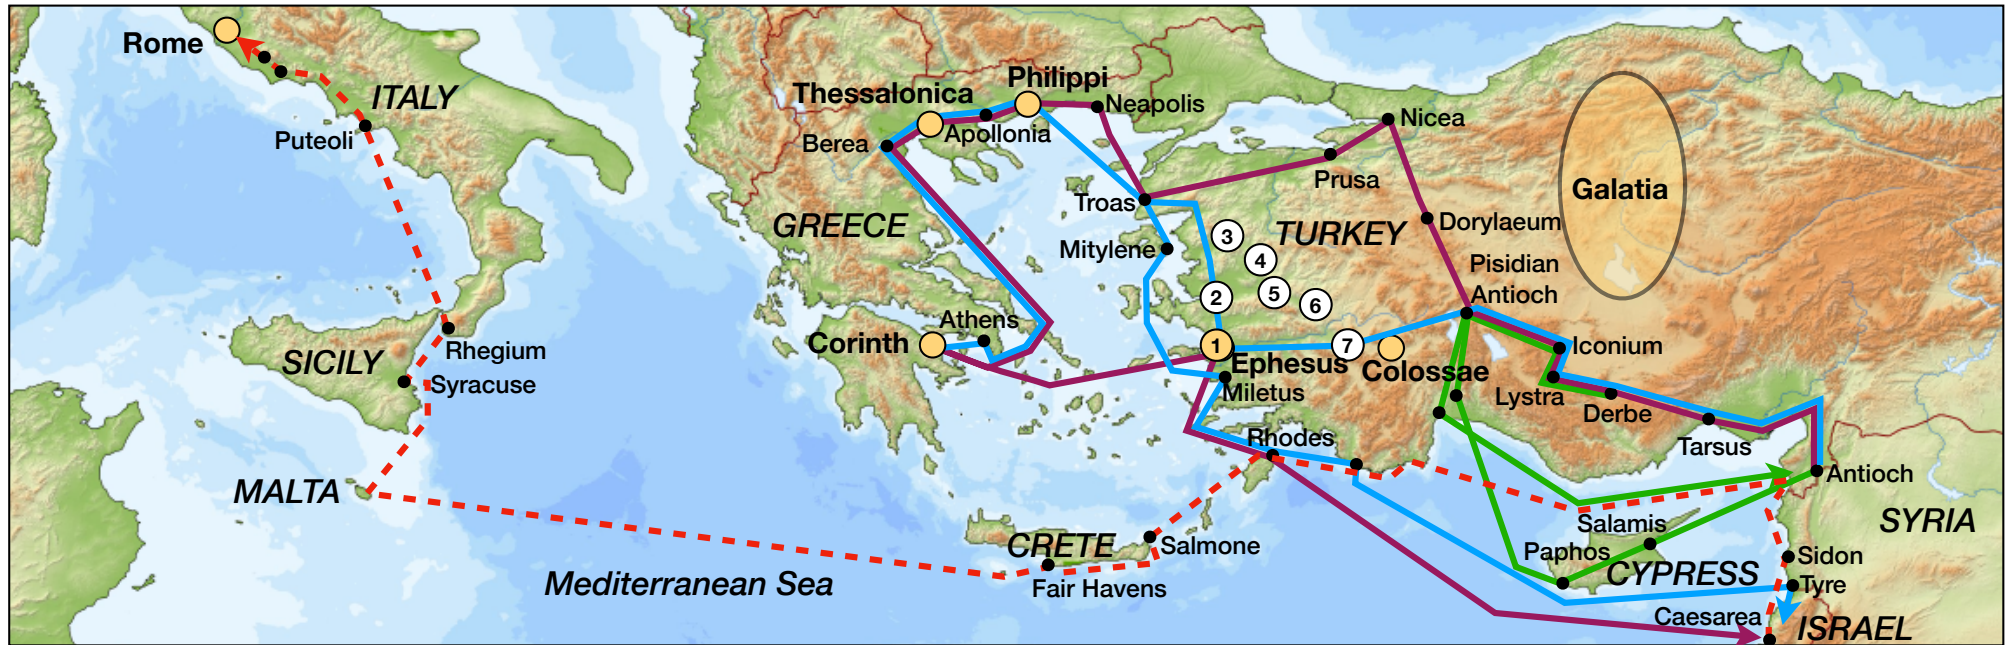 Rome
ITALY
Puteoli
Thessalonica
Philippi
Neapolis
Apollonia
Berea
Nicea
Prusa
Galatia
Troas
GREECE
TURKEY
Dorylaeum
Mitylene
3
4
5
6
2
Pisidian
Antioch
Athens
Corinth
1
7
Ephesus
Colossae
Iconium
Miletus
Lystra
Derbe
SICILY
Rhegium
Syracuse
Rhodes
Tarsus
Antioch
MALTA
SYRIA
Salamis
CRETE
Salmone
Paphos
Sidon
CYPRESS
Tyre
Mediterranean Sea
Fair Havens
Caesarea
ISRAEL